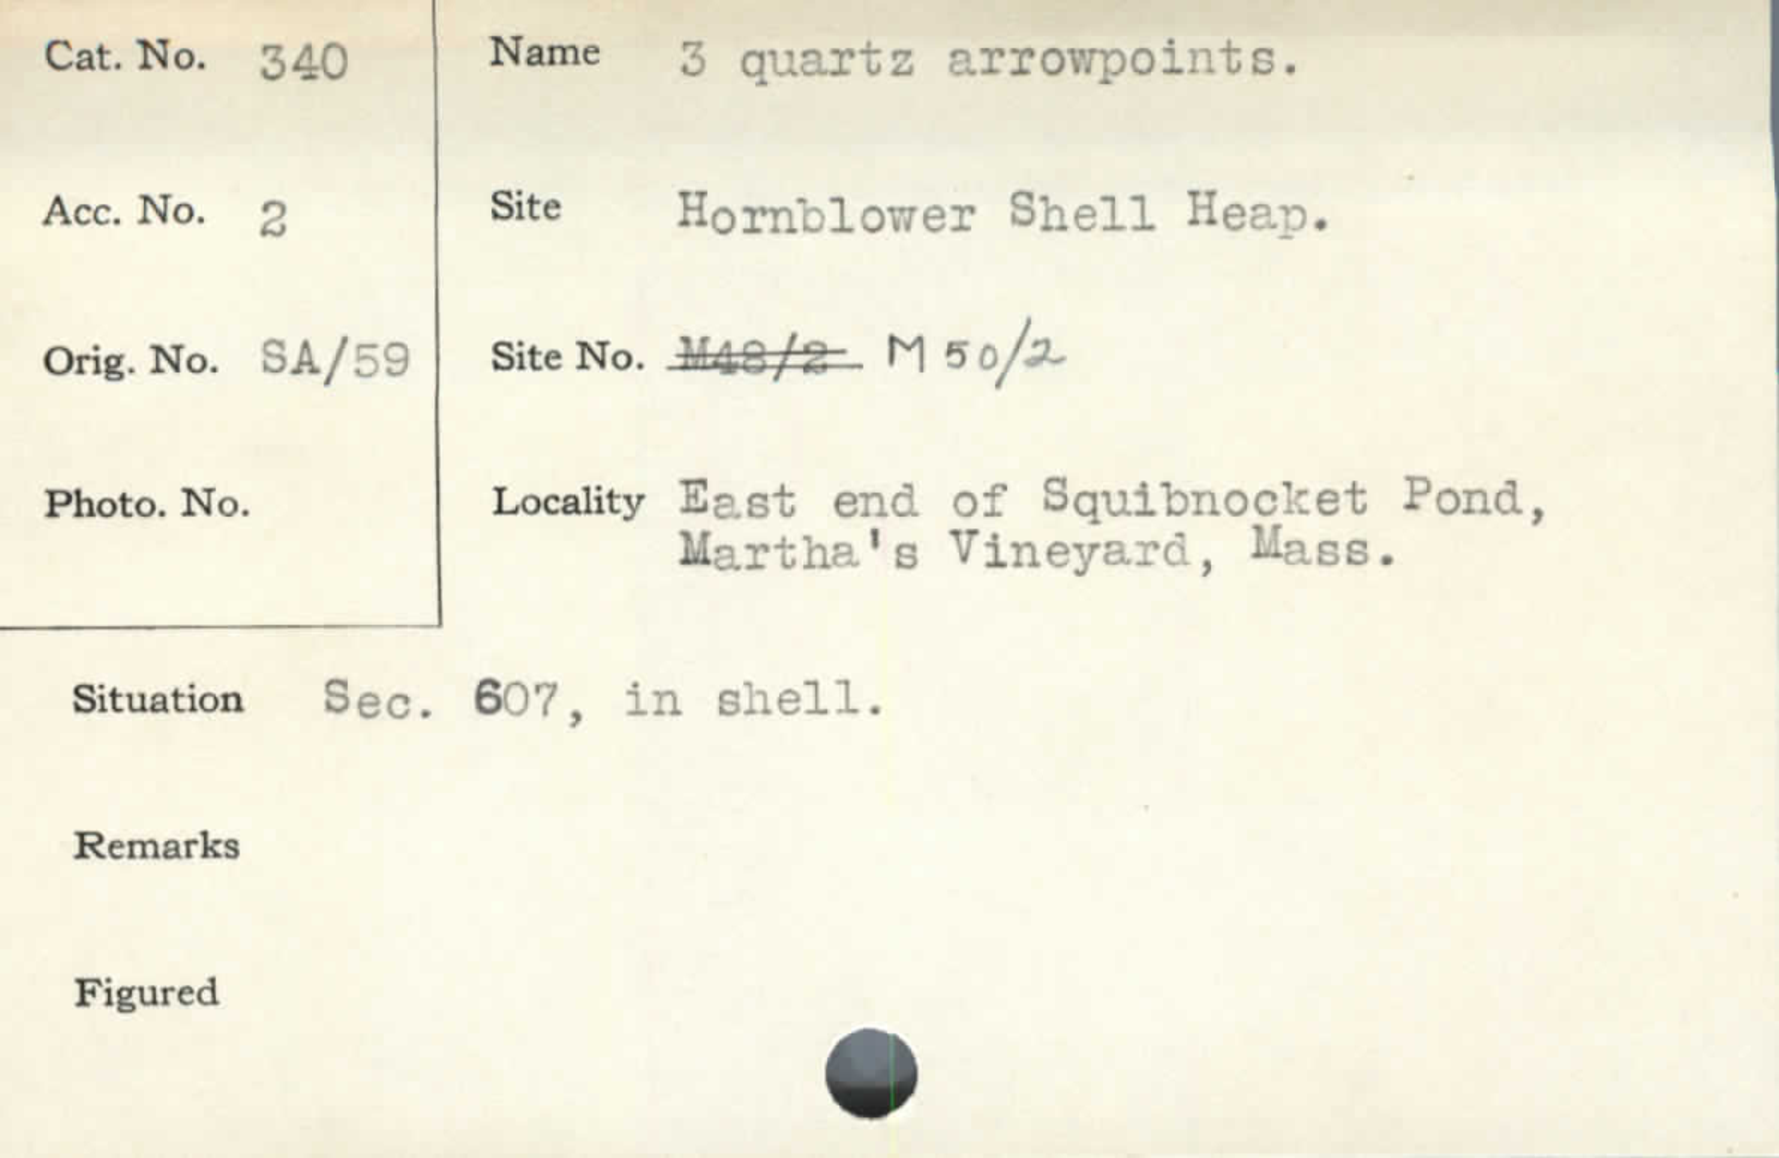 Cat. No. 340
Name 3 quartz arrowpoints.
Acc. No. 2
Site Hornblower Shell Heap.
Orig. No. SA/59
Site No. M48/2 M 50/2
Photo. No.
Locality East end of Squibnocket Pond,
Martha's Vineyard, Mass.
Situation Sec. 607, in shell.
Remarks
Figured